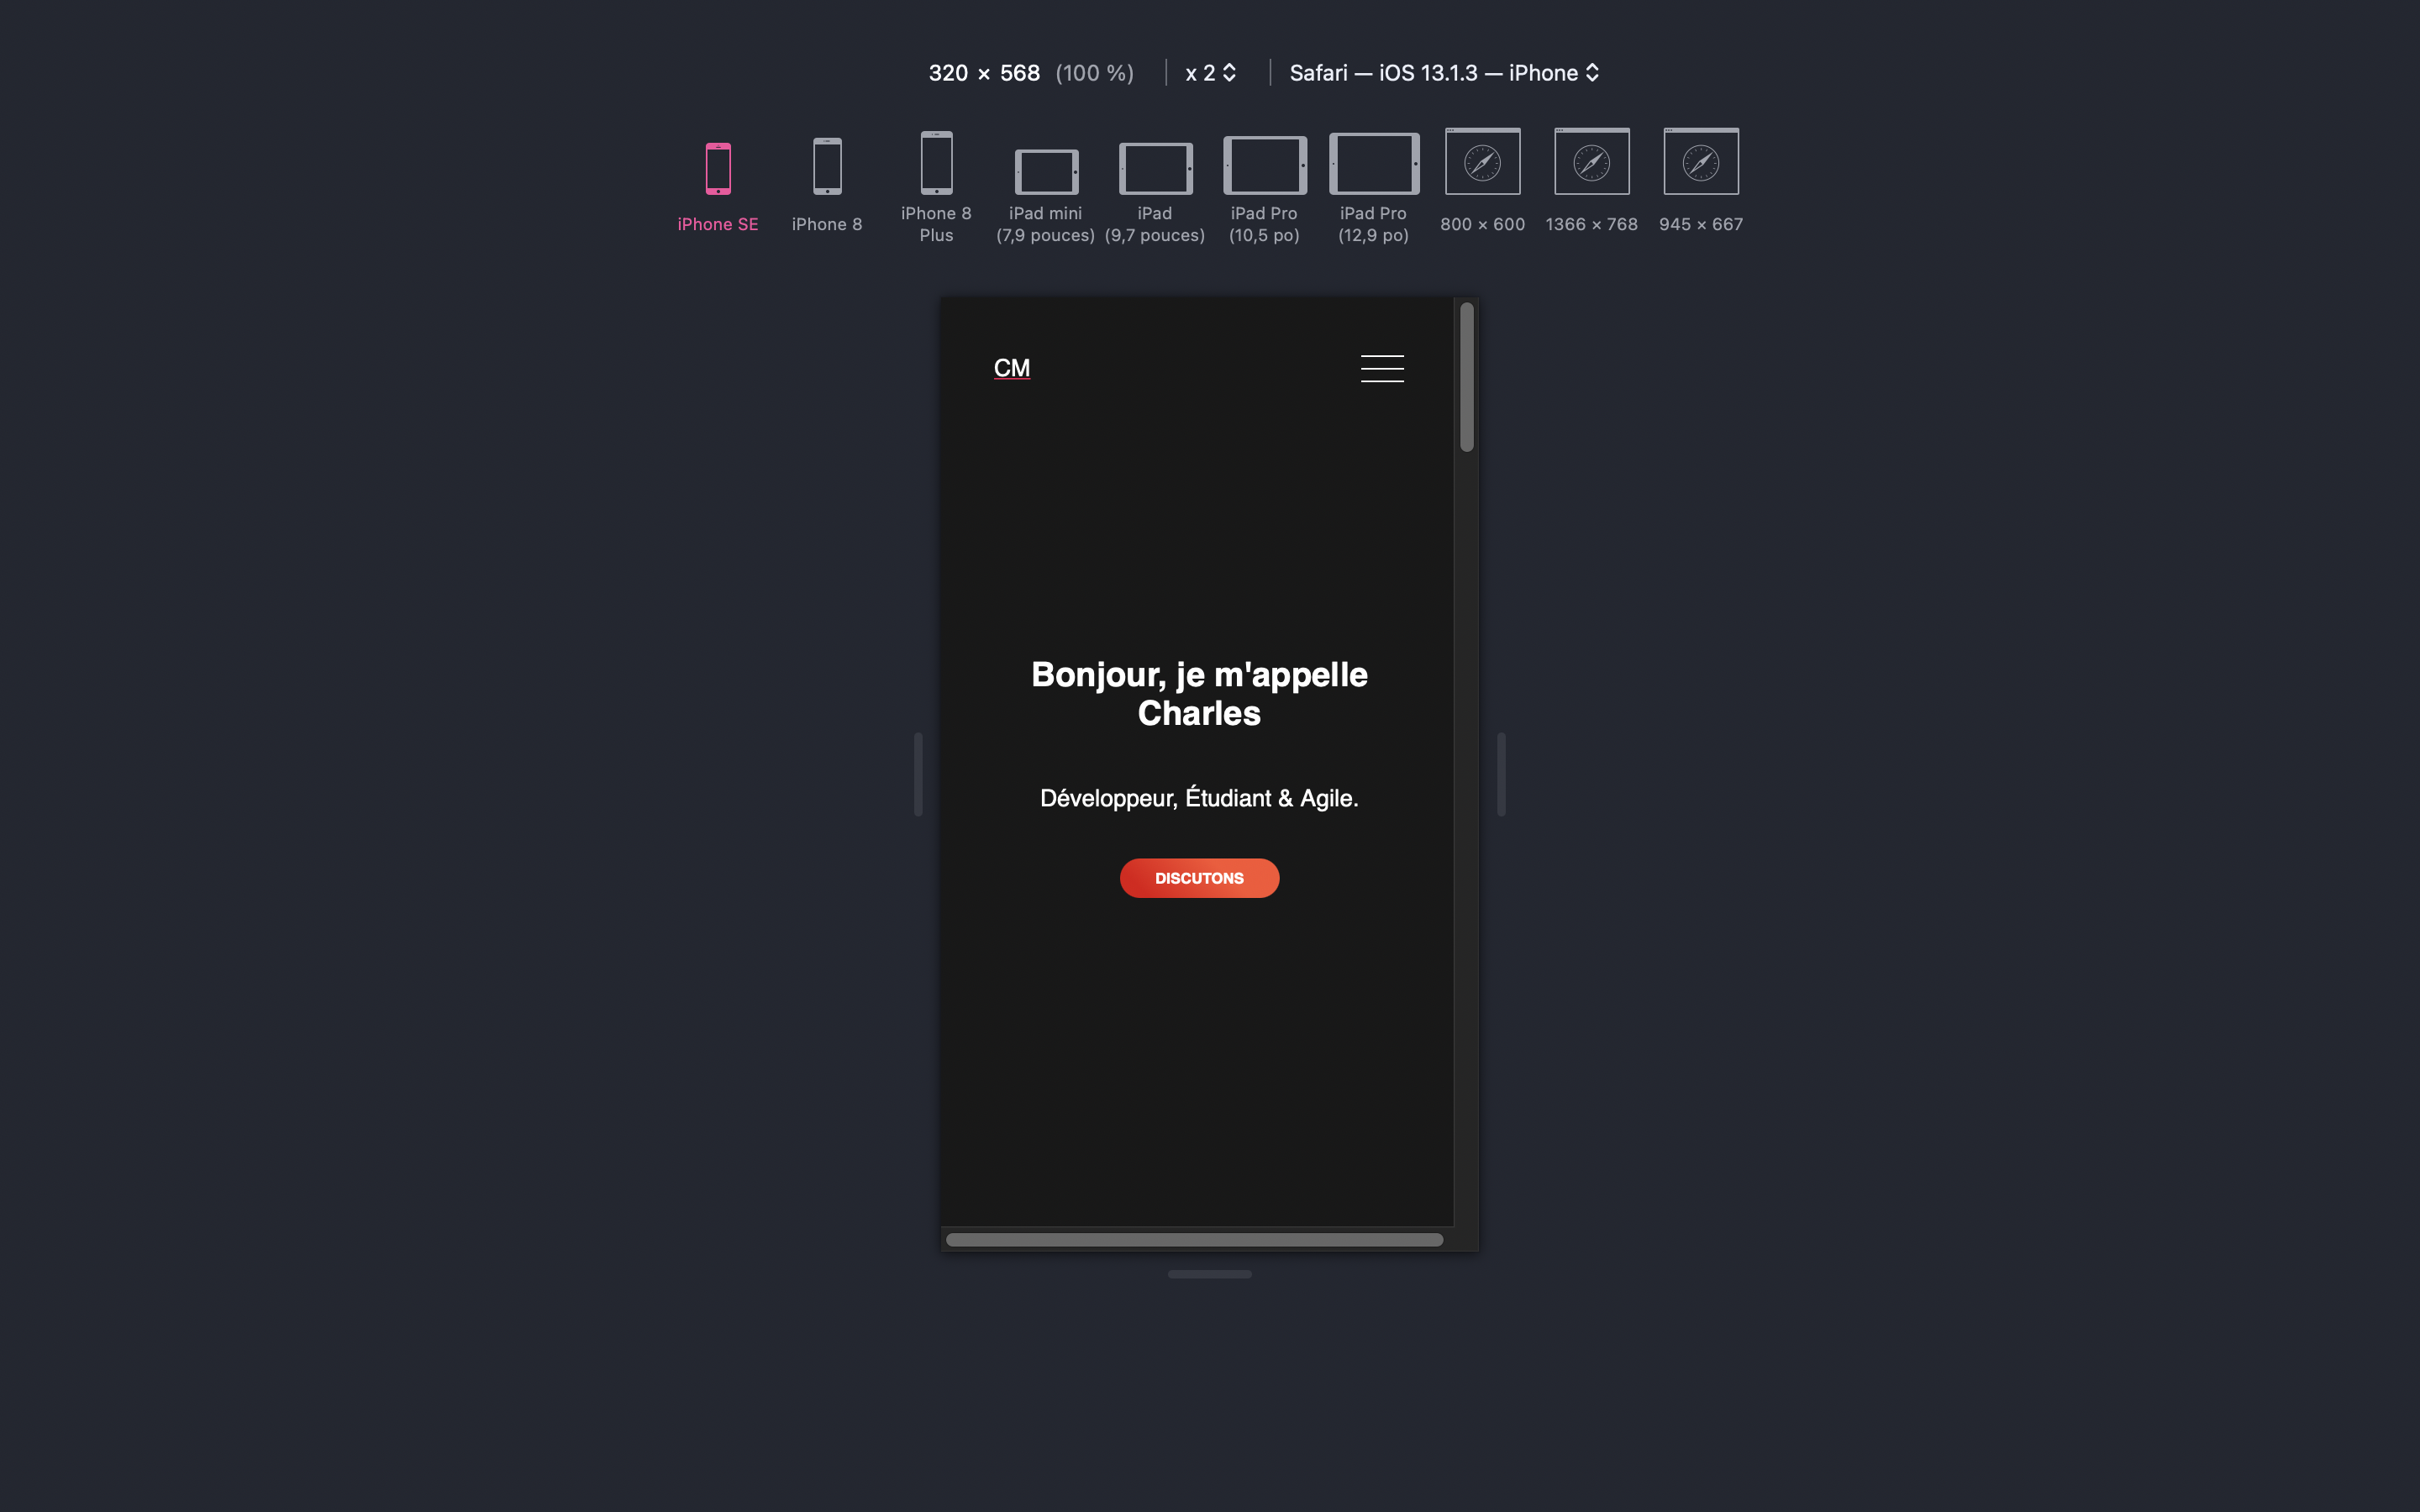 320 × 568 (100 %) x 2 Safari — iOS 13.1.3 — iPhone
iPhone SE
iPhone 8
iPhone 8
Plus
iPad mini
(7,9 pouces)
iPad
(9,7 pouces)
iPad Pro
(10,5 po)
iPad Pro
(12,9 po)
800 × 600
1366 × 768
945 × 667
CM
Bonjour, je m'appelle
Charles
Développeur, Étudiant & Agile.
DISCUTONS